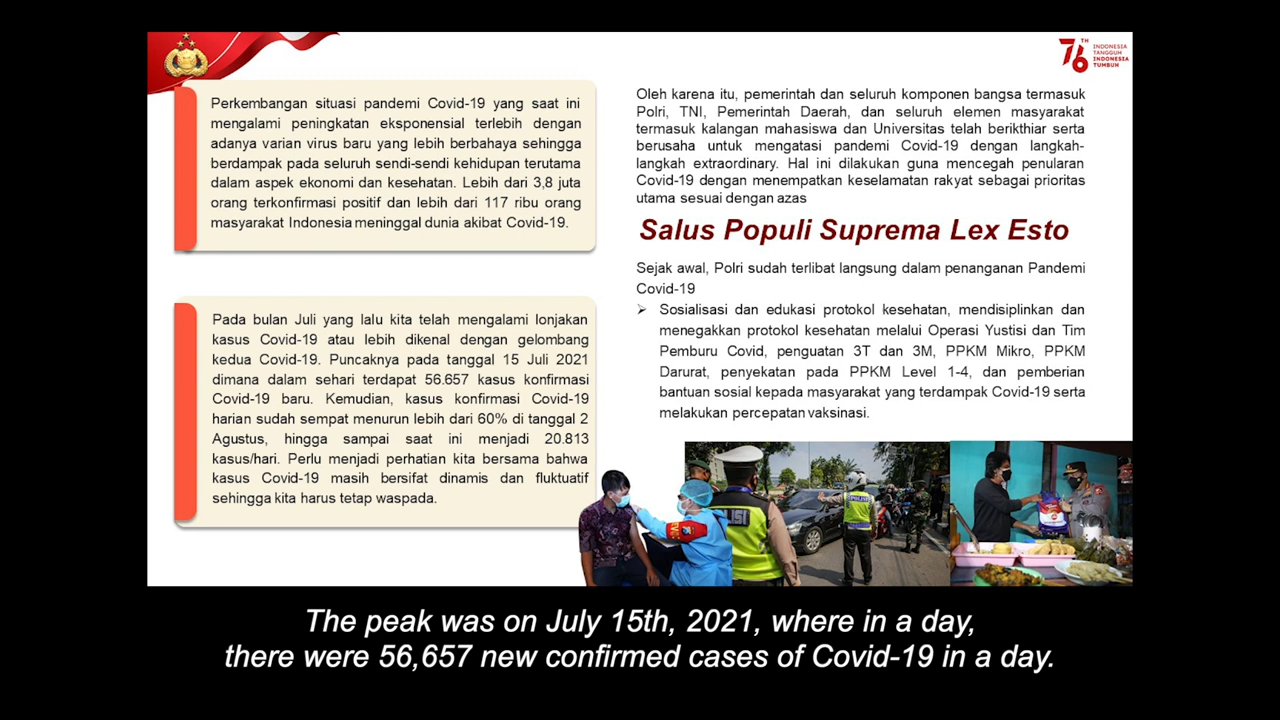 76TH
INDONESIA
TANGGUH
INDONESIA
TUMBUH
Perkembangan situasi pandemi Covid-19 yang saat ini
mengalami peningkatan eksponensial terlebih dengan
adanya varian virus baru yang lebih berbahaya sehingga
berdampak pada seluruh sendi-sendi kehidupan terutama
dalam aspek ekonomi dan kesehatan. Lebih dari 3,8 juta
orang terkonfirmasi positif dan lebih dari 117 ribu orang
masyarakat Indonesia meninggal dunia akibat Covid-19.
Pada bulan Juli yang lalu kita telah mengalami lonjakan
kasus Covid-19 atau lebih dikenal dengan gelombang
kedua Covid-19. Puncaknya pada tanggal 15 Juli 2021
dimana dalam sehari terdapat 56.657 kasus konfirmasi
Covid-19 baru. Kemudian, kasus konfirmasi Covid-19
harian sudah sempat menurun lebih dari 60% di tanggal 2
Agustus, hingga sampai saat ini menjadi 20.813
kasus/hari. Perlu menjadi perhatian kita bersama bahwa
kasus Covid-19 masih bersifat dinamis dan fluktuatif
sehingga kita harus tetap waspada.
Oleh karena itu, pemerintah dan seluruh komponen bangsa termasuk
Polri, TNI, Pemerintah Daerah, dan seluruh elemen masyarakat
termasuk kalangan mahasiswa dan Universitas telah berikthiar serta
berusaha untuk mengatasi pandemi Covid-19 dengan langkah-
langkah extraordinary. Hal ini dilakukan guna mencegah penularan
Covid-19 dengan menempatkan keselamatan rakyat sebagai prioritas
utama sesuai dengan azas
Salus Populi Suprema Lex Esto
Sejak awal, Polri sudah terlibat langsung dalam penanganan Pandemi
Covid-19
➢ Sosialisasi dan edukasi protokol kesehatan, mendisiplinkan dan
menegakkan protokol kesehatan melalui Operasi Yustisi dan Tim
Pemburu Covid, penguatan 3T dan 3M, PPKM Mikro, PPKM
Darurat, penyekatan pada PPKM Level 1-4, dan pemberian
bantuan sosial kepada masyarakat yang terdampak Covid-19 serta
melakukan percepatan vaksinasi.
The peak was on July 15th, 2021, where in a day,
there were 56,657 new confirmed cases of Covid-19 in a day.